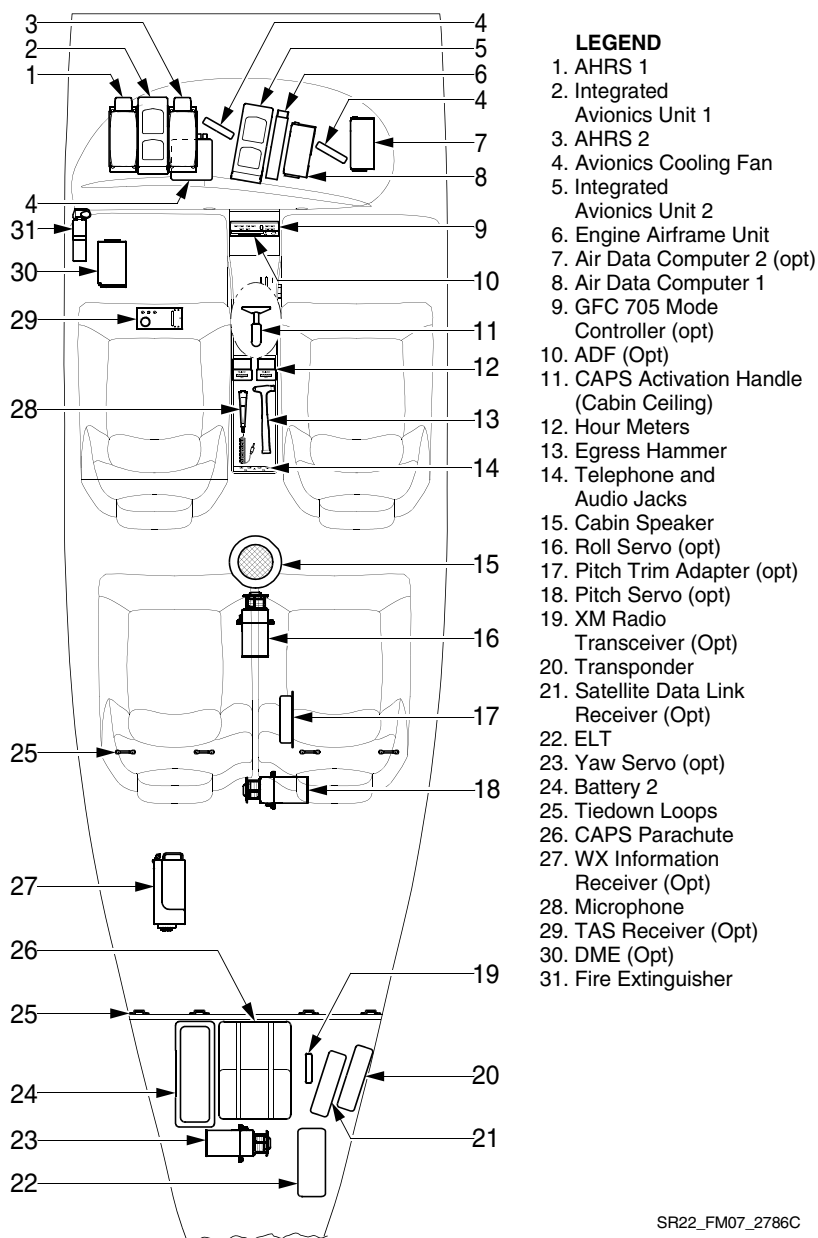 3
2
1
4
5
6
4
7
8
4
31
30
29
9
10
11
12
28
13
14
15
16
17
25
18
27
26
19
25
24
20
21
23
22
LEGEND
1. AHRS 1
2. Integrated
Avionics Unit 1
3. AHRS 2
4. Avionics Cooling Fan
5. Integrated
Avionics Unit 2
6. Engine Airframe Unit
7. Air Data Computer 2 (opt)
8. Air Data Computer 1
9. GFC 705 Mode
Controller (opt)
10. ADF (Opt)
11. CAPS Activation Handle
(Cabin Ceiling)
12. Hour Meters
13. Egress Hammer
14. Telephone and
Audio Jacks
15. Cabin Speaker
16. Roll Servo (opt)
17. Pitch Trim Adapter (opt)
18. Pitch Servo (opt)
19. XM Radio
Transceiver (Opt)
20. Transponder
21. Satellite Data Link
Receiver (Opt)
22. ELT
23. Yaw Servo (opt)
24. Battery 2
25. Tiedown Loops
26. CAPS Parachute
27. WX Information
Receiver (Opt)
28. Microphone
29. TAS Receiver (Opt)
30. DME (Opt)
31. Fire Extinguisher
SR22_FM07_2786C